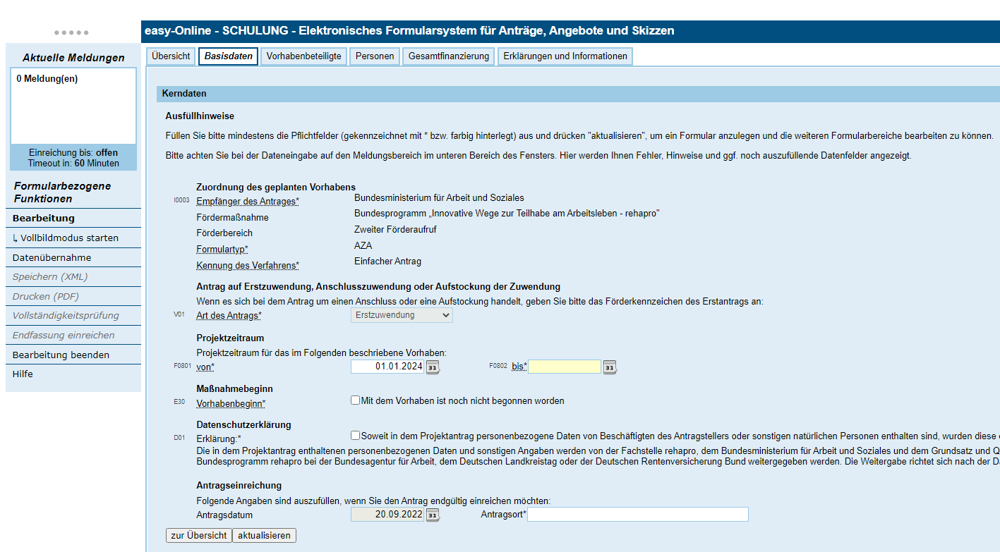 easy-Online - SCHULUNG - Elektronisches Formularsystem für Anträge, Angebote und Skizzen
Aktuelle Meldungen
0 Meldung(en)
Einreichung bis: offen
Timeout in: 60 Minuten
Formularbezogene
Funktionen
Bearbeitung
↳ Vollbildmodus starten
Datenübernahme
Speichern (XML)
Drucken (PDF)
Vollständigkeitsprüfung
Endfassung einreichen
Bearbeitung beenden
Hilfe
Übersicht Basisdaten Vorhabenbeteiligte Personen Gesamtfinanzierung Erklärungen und Informationen
Kerndaten
Ausfüllhinweise
Füllen Sie bitte mindestens die Pflichtfelder (gekennzeichnet mit * bzw. farbig hinterlegt) aus und drücken "aktualisieren", um ein Formular anzulegen und die weiteren Formularbereiche bearbeiten zu können.
Bitte achten Sie bei der Dateneingabe auf den Meldungsbereich im unteren Bereich des Fensters. Hier werden Ihnen Fehler, Hinweise und ggf. noch auszufüllende Datenfelder angezeigt.
Zuordnung des geplanten Vorhabens
I0003 Empfänger des Antrages* Bundesministerium für Arbeit und Soziales
Fördermaßnahme Bundesprogramm „Innovative Wege zur Teilhabe am Arbeitsleben - rehapro"
Förderbereich Zweiter Förderaufruf
Formulartyp* AZA
Kennung des Verfahrens* Einfacher Antrag
Antrag auf Erstzuwendung, Anschlusszuwendung oder Aufstockung der Zuwendung
Wenn es sich bei dem Antrag um einen Anschluss oder eine Aufstockung handelt, geben Sie bitte das Förderkennzeichen des Erstantrags an:
V01 Art des Antrags* Erstzuwendung
Projektzeitraum
Projektzeitraum für das im Folgenden beschriebene Vorhaben:
F0801 von* 01.01.2024 31 F0802 bis* 31
Maßnahmebeginn
E30 Vorhabenbeginn* Mit dem Vorhaben ist noch nicht begonnen worden
Datenschutzerklärung
D01 Erklärung:* Soweit in dem Projektantrag personenbezogene Daten von Beschäftigten des Antragstellers oder sonstigen natürlichen Personen enthalten sind, wurden diese
Die in dem Projektantrag enthaltenen personenbezogenen Daten und sonstigen Angaben werden von der Fachstelle rehapro, dem Bundesministerium für Arbeit und Soziales und dem Grundsatz und Q
Bundesprogramm rehapro bei der Bundesagentur für Arbeit, dem Deutschen Landkreistag oder der Deutschen Rentenversicherung Bund weitergegeben werden. Die Weitergabe richtet sich nach der Da
Antragseinreichung
Folgende Angaben sind auszufüllen, wenn Sie den Antrag endgültig einreichen möchten:
Antragsdatum 20.09.2022 31 Antragsort*
zur Übersicht aktualisieren